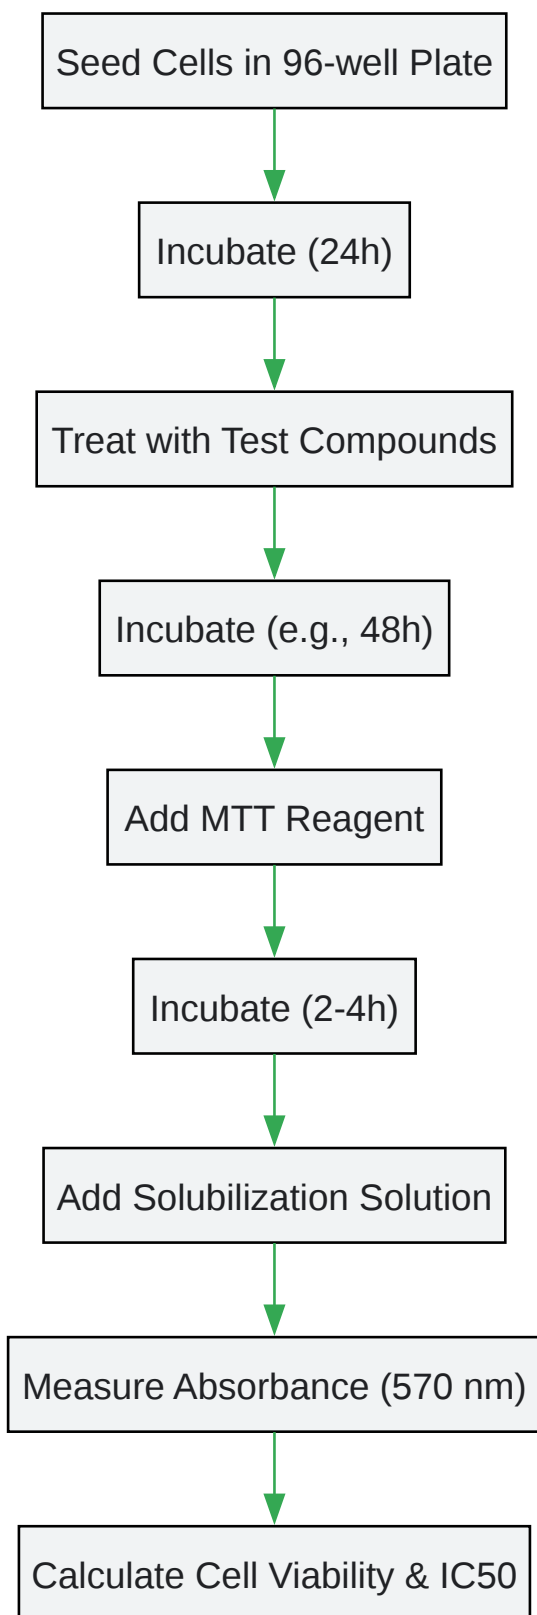 Seed Cells in 96-well Plate
Incubate (24h)
Treat with Test Compounds
Incubate (e.g., 48h)
Add MTT Reagent
Incubate (2-4h)
Add Solubilization Solution
Measure Absorbance (570 nm)
Calculate Cell Viability & IC50